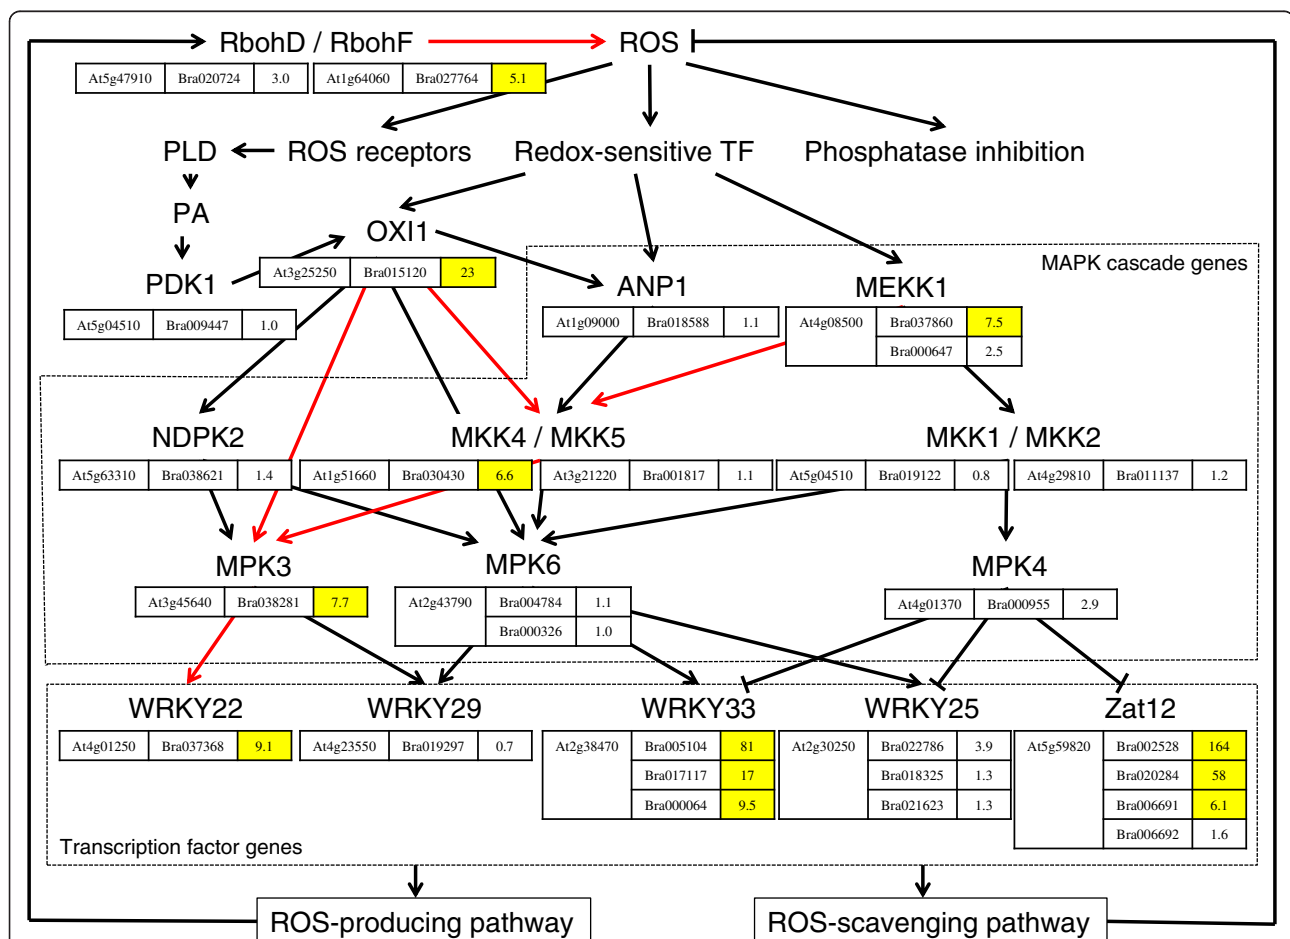 RbohD / RbohF ROS
At5g47910 Bra020724 3.0 At1g64060 Bra027764 5.1
PLD ROS receptors Redox-sensitive TF Phosphatase inhibition
PA
OXI1
At3g25250 Bra015120 23
MAPK cascade genes
PDK1 ANP1 MEKK1
At5g04510 Bra009447 1.0 At1g09000 Bra018588 1.1 At4g08500 Bra037860 7.5
Bra000647 2.5
NDPK2 MKK4 / MKK5 MKK1 / MKK2
At5g63310 Bra038621 1.4 At1g51660 Bra030430 6.6 At3g21220 Bra001817 1.1 At5g04510 Bra019122 0.8 At4g29810 Bra011137 1.2
MPK3 MPK6 MPK4
At3g45640 Bra038281 7.7 At2g43790 Bra004784 1.1 At4g01370 Bra000955 2.9
Bra000326 1.0
WRKY22 WRKY29 WRKY33 WRKY25 Zat12
At4g01250 Bra037368 9.1 At4g23550 Bra019297 0.7 At2g38470 Bra005104 81 At2g30250 Bra022786 3.9 At5g59820 Bra002528 164
Bra017117 17 Bra018325 1.3 Bra020284 58
Bra000064 9.5 Bra021623 1.3 Bra006691 6.1
Bra006692 1.6
Transcription factor genes
ROS-producing pathway ROS-scavenging pathway